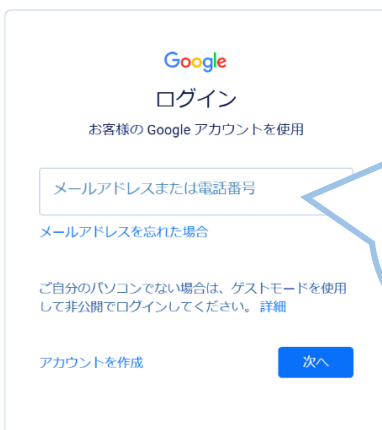 Google
ログイン
お客様の Google アカウントを使用
メールアドレスまたは電話番号
メールアドレスを忘れた場合
ご自分のパソコンでない場合は、ゲストモードを使用
して非公開でログインしてください。 詳細
アカウントを作成
次へ